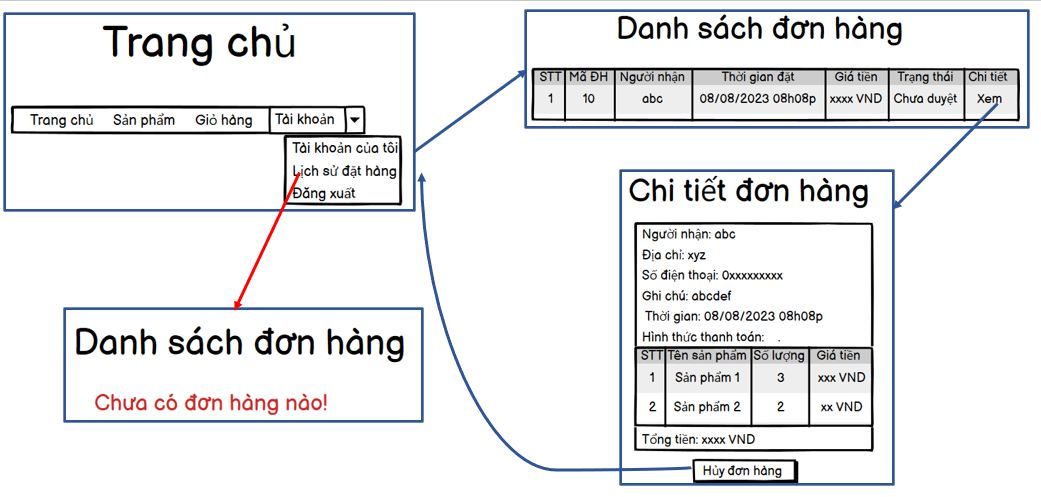 Trang chủ
Trang chủ Sản phẩm Giỏ hàng Tài khoản
Tài khoản của tôi
Lịch sử đặt hàng
Đăng xuất
Danh sách đơn hàng
STT Mã ĐH Người nhận Thời gian đặt Giá tiền Trạng thái Chi tiết
1 10 abc 08/08/2023 08h08p xxxx VND Chưa duyệt Xem
Chi tiết đơn hàng
Người nhận: abc
Địa chỉ: xyz
Số điện thoại: 0xxxxxxxxx
Ghi chú: abcdef
Thời gian: 08/08/2023 08h08p
Hình thức thanh toán: .
STT Tên sản phẩm Số lượng Giá tiền
1 Sản phẩm 1 3 xxx VND
2 Sản phẩm 2 2 xx VND
Tổng tiền: xxxx VND
Hủy đơn hàng
Danh sách đơn hàng
Chưa có đơn hàng nào!